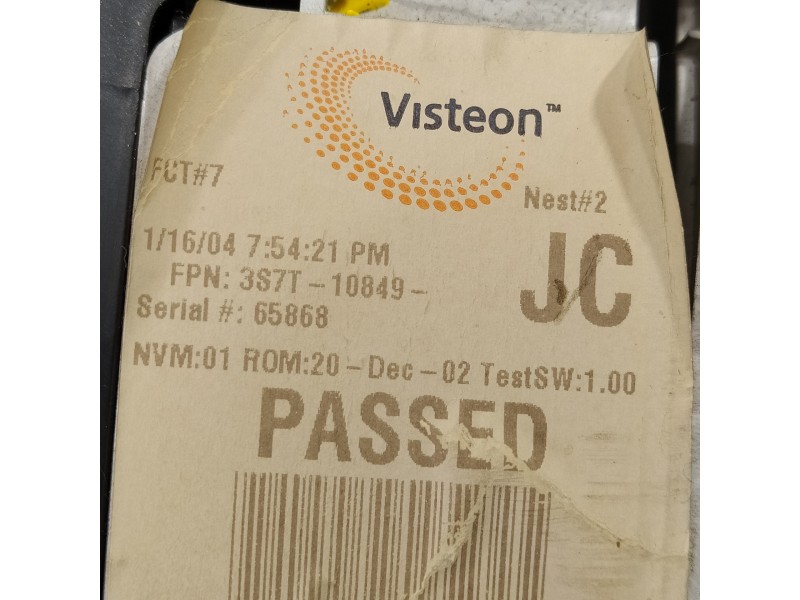 Visteon™
FCT#7
Nest#2
1/16/04 7:54:21 PM
JC
FPN: 3S7T-10849-
Serial #: 65868
NVM:01 ROM:20-Dec-02 TestSW:1.00
PASSED